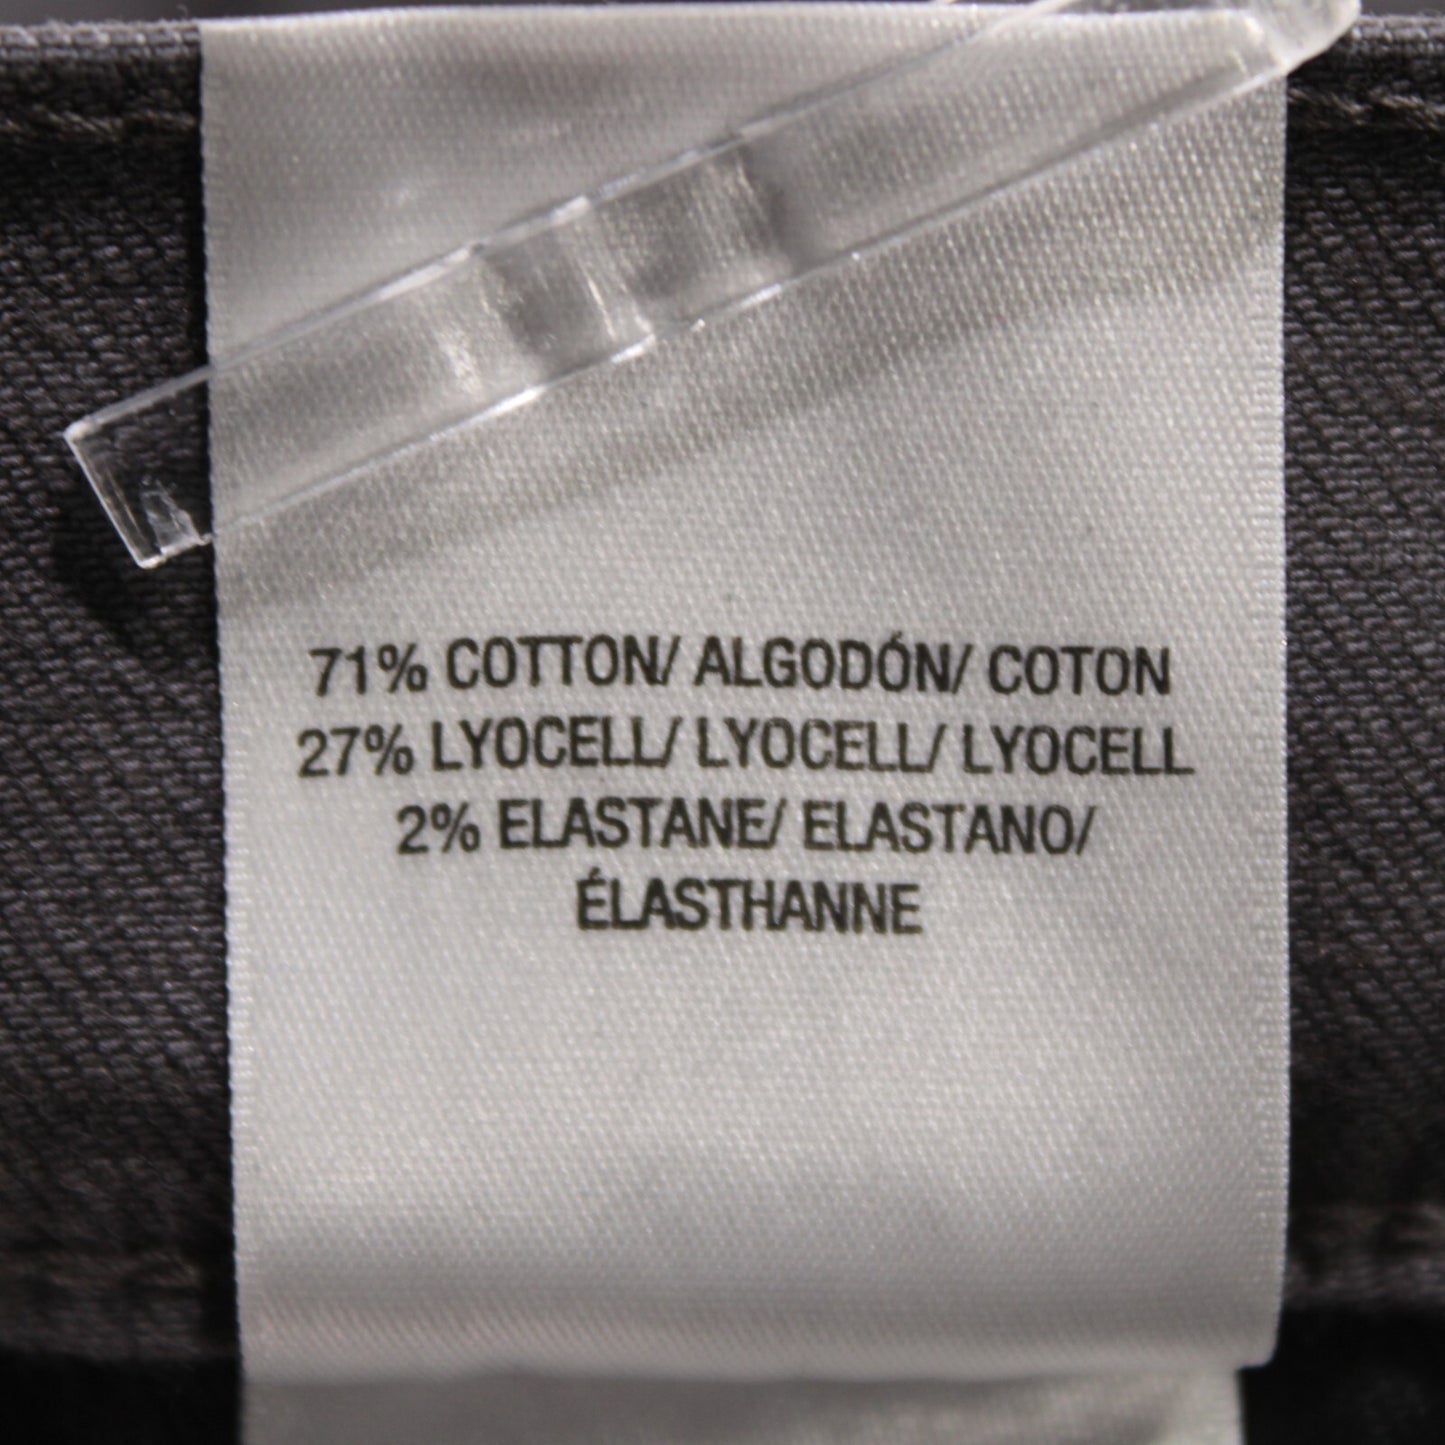 71% COTTON/ ALGODÓN/ COTON
27% LYOCELL/ LYOCELL/ LYOCELL
2% ELASTANE/ ELASTANO/
ÉLASTHANNE